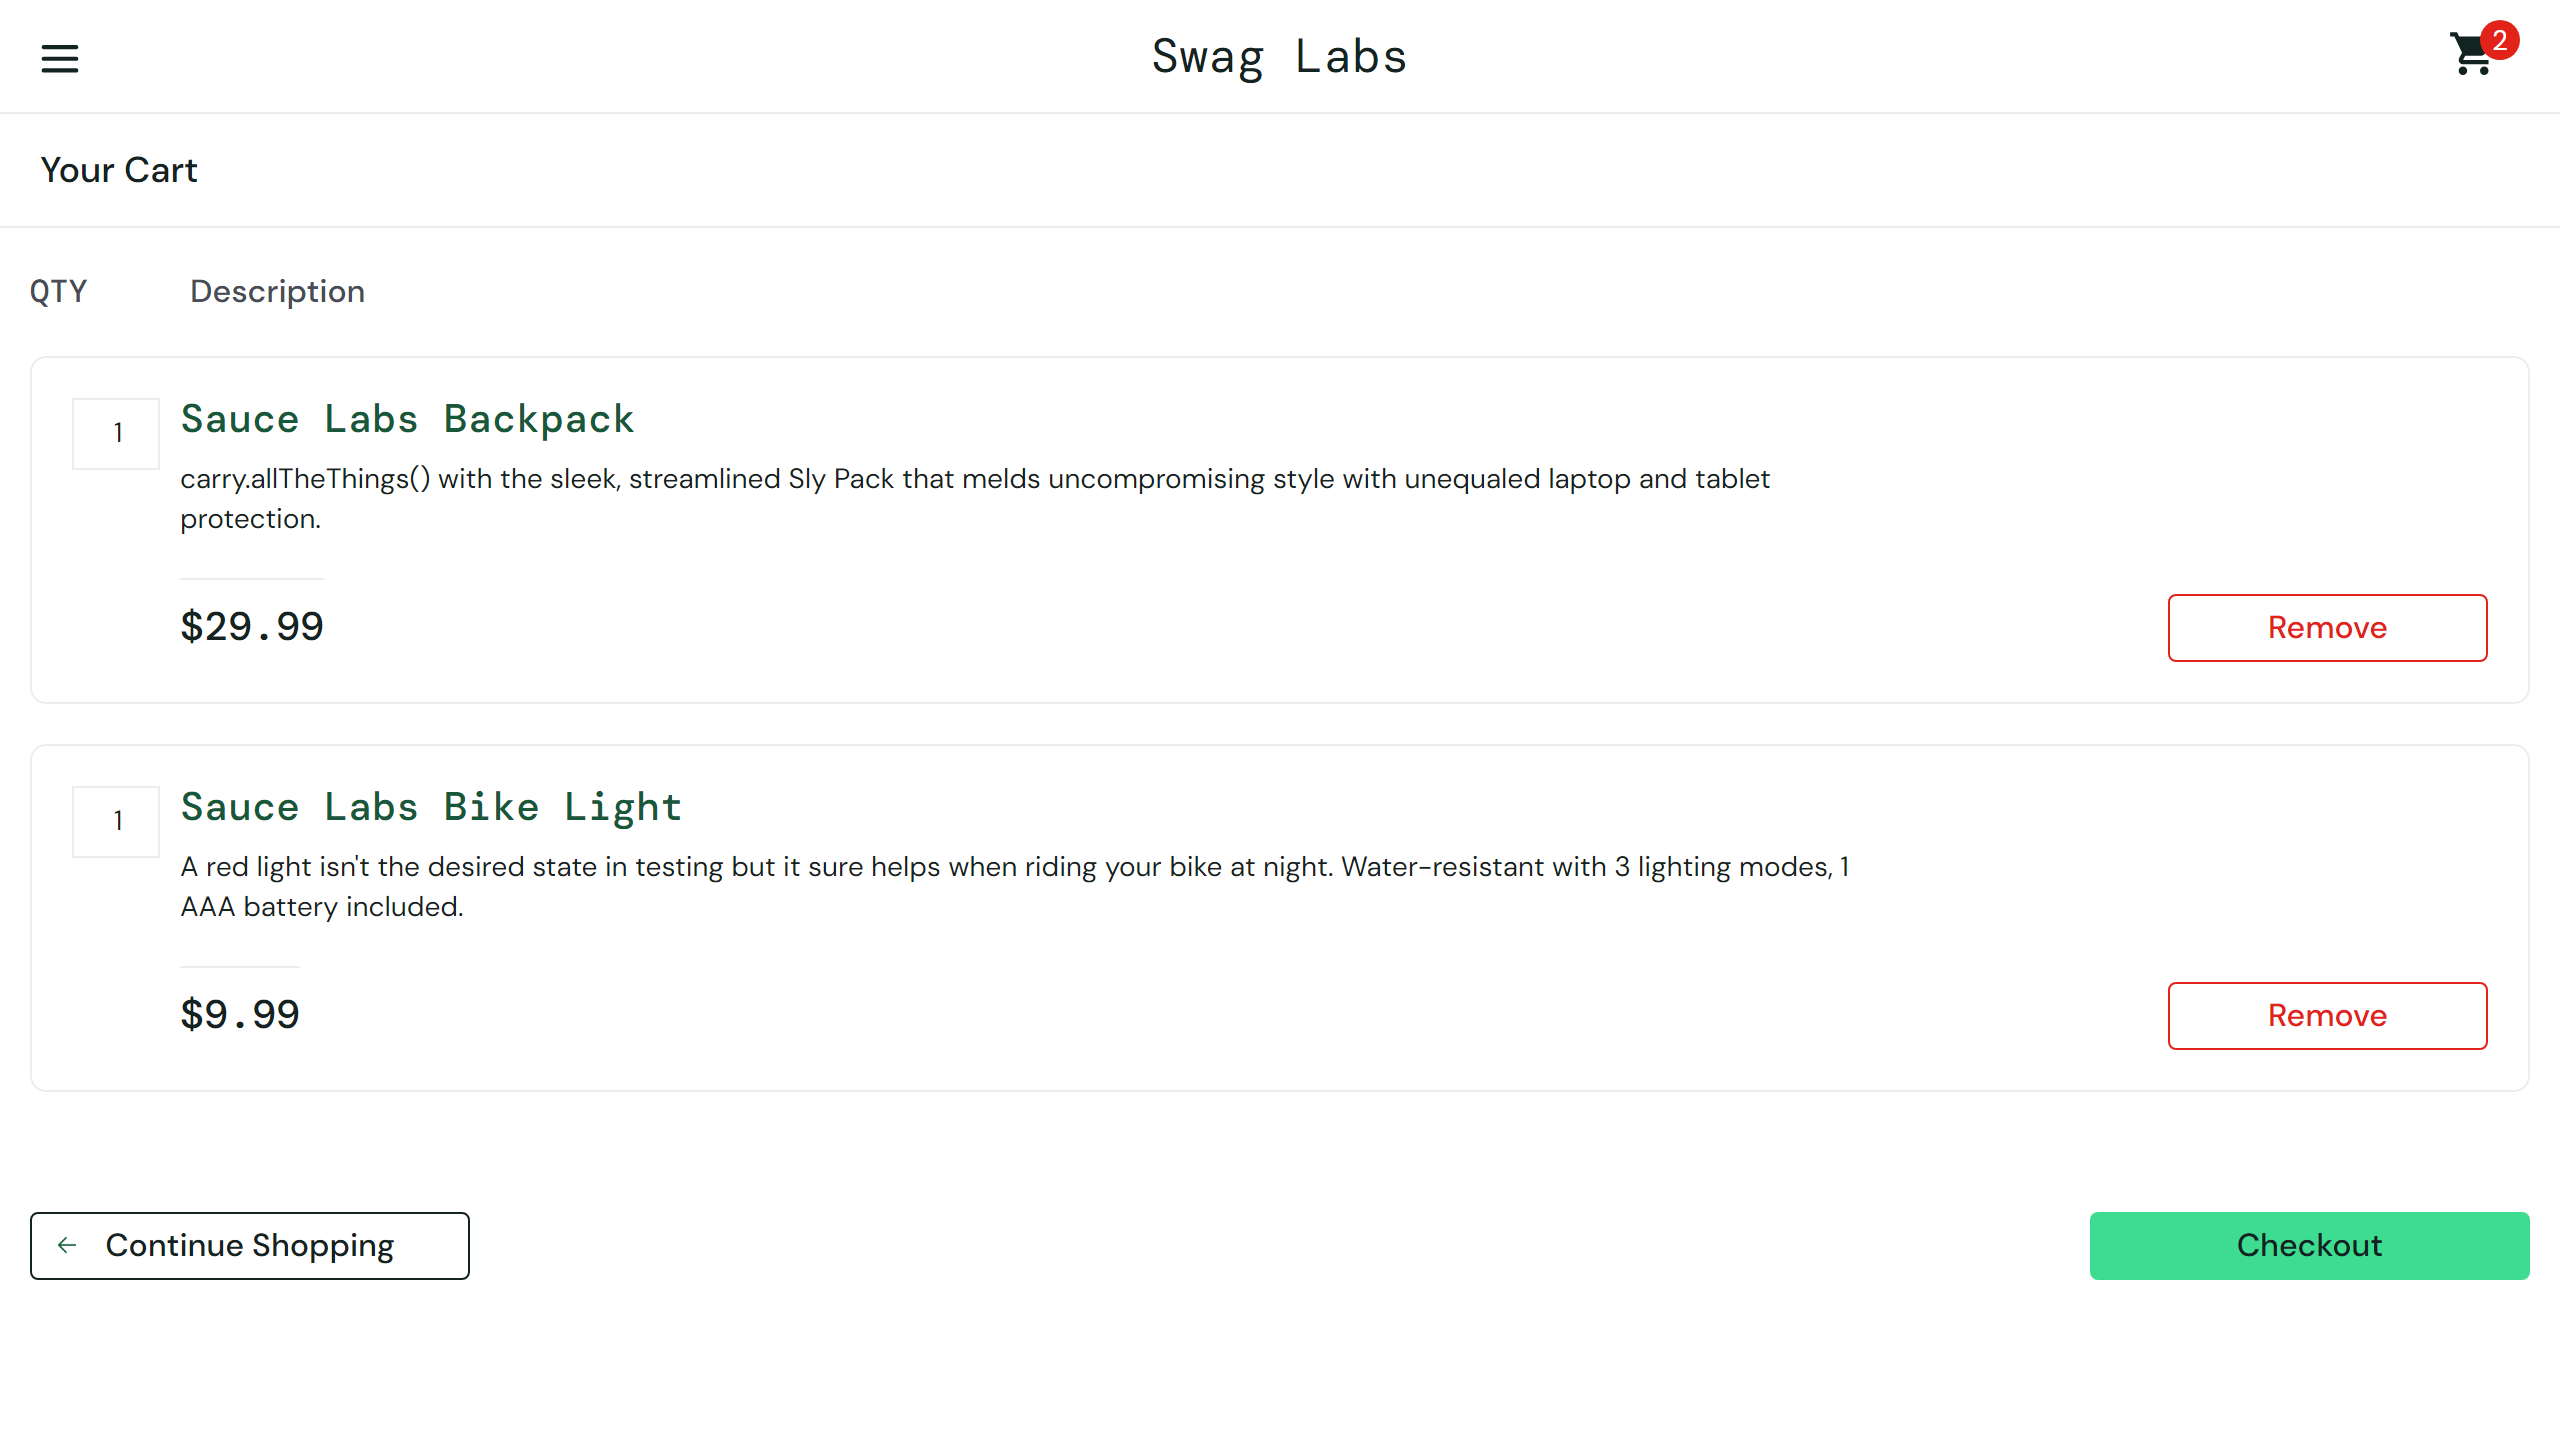 Swag Labs
2
Your Cart
QTY Description
1 Sauce Labs Backpack
carry.allTheThings() with the sleek, streamlined Sly Pack that melds uncompromising style with unequaled laptop and tablet
protection.
$29.99 Remove
1 Sauce Labs Bike Light
A red light isn't the desired state in testing but it sure helps when riding your bike at night. Water-resistant with 3 lighting modes, 1
AAA battery included.
$9.99 Remove
Continue Shopping Checkout